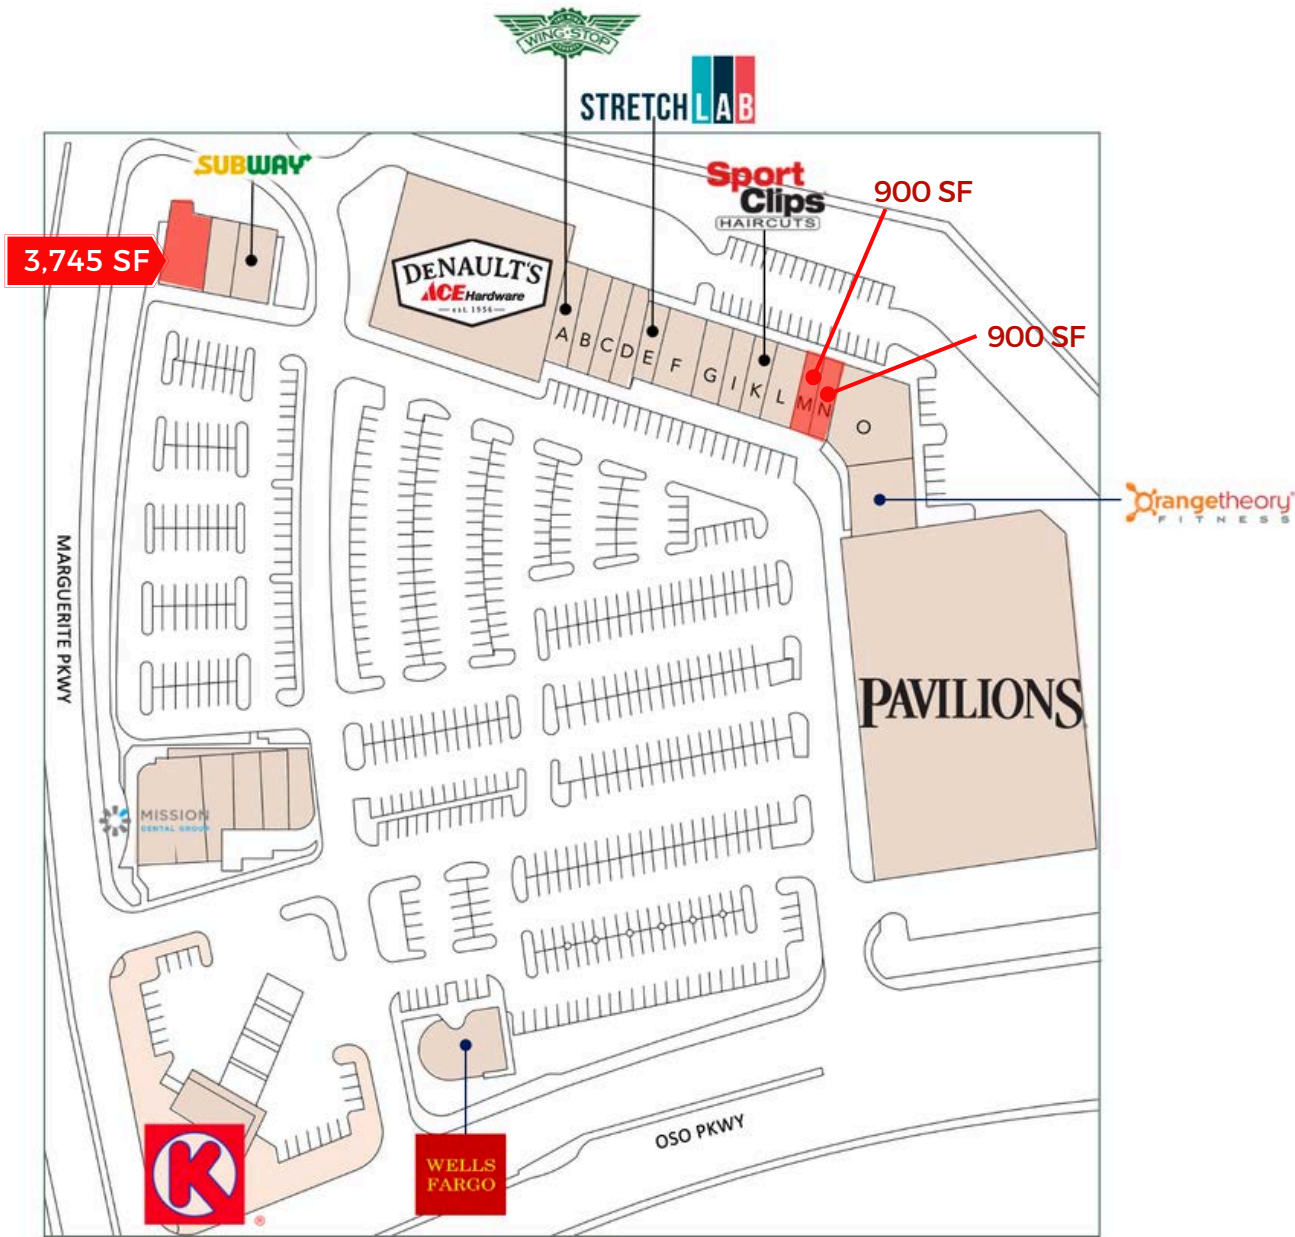 WING·STOP
STRETCH LAB
SUBWAY
Sport
Clips
HAIRCUTS
900 SF
3,745 SF
DENAULT'S
ACE Hardware
est. 1956
900 SF
A
B
C
D
E
F
G
I
K
L
M
N
O
Orangetheory®
FITNESS
MARGUERITE PKWY
PAVILIONS
MISSION
DENTAL GROUP
OSO PKWY
K
®
WELLS
FARGO